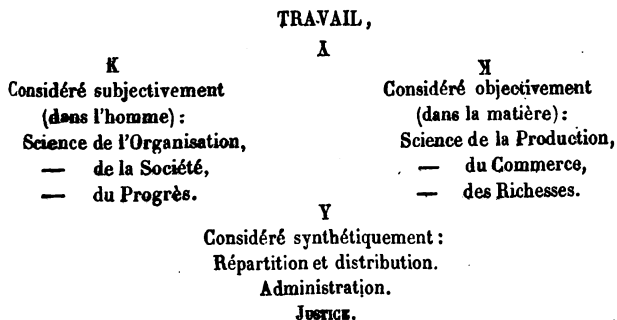 TRAVAIL,
Y
K
Considéré subjectivement
(dans l'homme) :
Science de l'Organisation,
— de la Société,
— du Progrès.
K
Considéré objectivement
(dans la matière) :
Science de la Production,
— du Commerce,
— des Richesses.
Y
Considéré synthétiquement :
Répartition et distribution.
Administration.
JUSTICE.